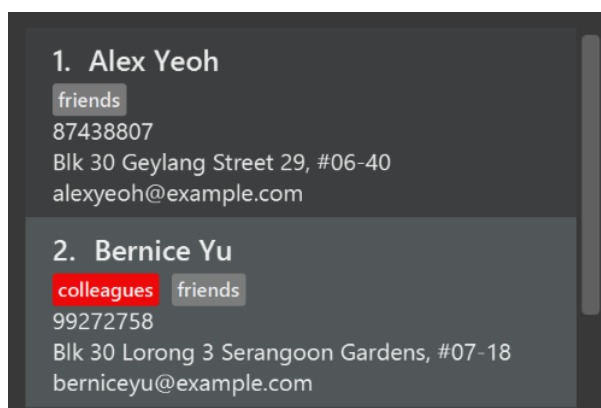 1. Alex Yeoh
friends
87438807
Blk 30 Geylang Street 29, #06-40
alexyeoh@example.com
2. Bernice Yu
colleagues friends
99272758
Blk 30 Lorong 3 Serangoon Gardens, #07-18
berniceyu@example.com